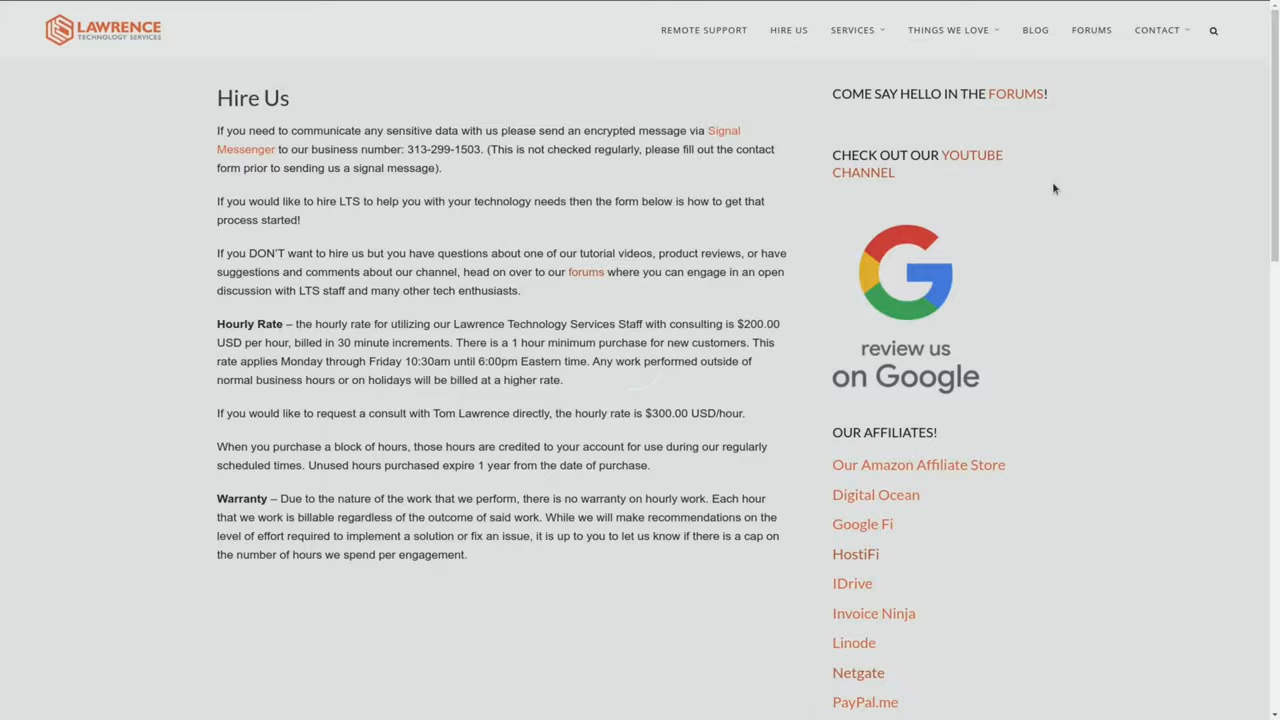 LAWRENCE
TECHNOLOGY SERVICES
REMOTE SUPPORT
HIRE US
SERVICES
THINGS WE LOVE
BLOG
FORUMS
CONTACT
Hire Us
If you need to communicate any sensitive data with us please send an encrypted message via Signal
Messenger to our business number: 313-299-1503. (This is not checked regularly, please fill out the contact
form prior to sending us a signal message).
If you would like to hire LTS to help you with your technology needs then the form below is how to get that
process started!
If you DON'T want to hire us but you have questions about one of our tutorial videos, product reviews, or have
suggestions and comments about our channel, head on over to our forums where you can engage in an open
discussion with LTS staff and many other tech enthusiasts.
Hourly Rate – the hourly rate for utilizing our Lawrence Technology Services Staff with consulting is $200.00
USD per hour, billed in 30 minute increments. There is a 1 hour minimum purchase for new customers. This
rate applies Monday through Friday 10:30am until 6:00pm Eastern time. Any work performed outside of
normal business hours or on holidays will be billed at a higher rate.
If you would like to request a consult with Tom Lawrence directly, the hourly rate is $300.00 USD/hour.
When you purchase a block of hours, those hours are credited to your account for use during our regularly
scheduled times. Unused hours purchased expire 1 year from the date of purchase.
Warranty – Due to the nature of the work that we perform, there is no warranty on hourly work. Each hour
that we work is billable regardless of the outcome of said work. While we will make recommendations on the
level of effort required to implement a solution or fix an issue, it is up to you to let us know if there is a cap on
the number of hours we spend per engagement.
COME SAY HELLO IN THE FORUMS!
CHECK OUT OUR YOUTUBE
CHANNEL
review us
on Google
OUR AFFILIATES!
Our Amazon Affiliate Store
Digital Ocean
Google Fi
HostiFi
IDrive
Invoice Ninja
Linode
Netgate
PayPal.me